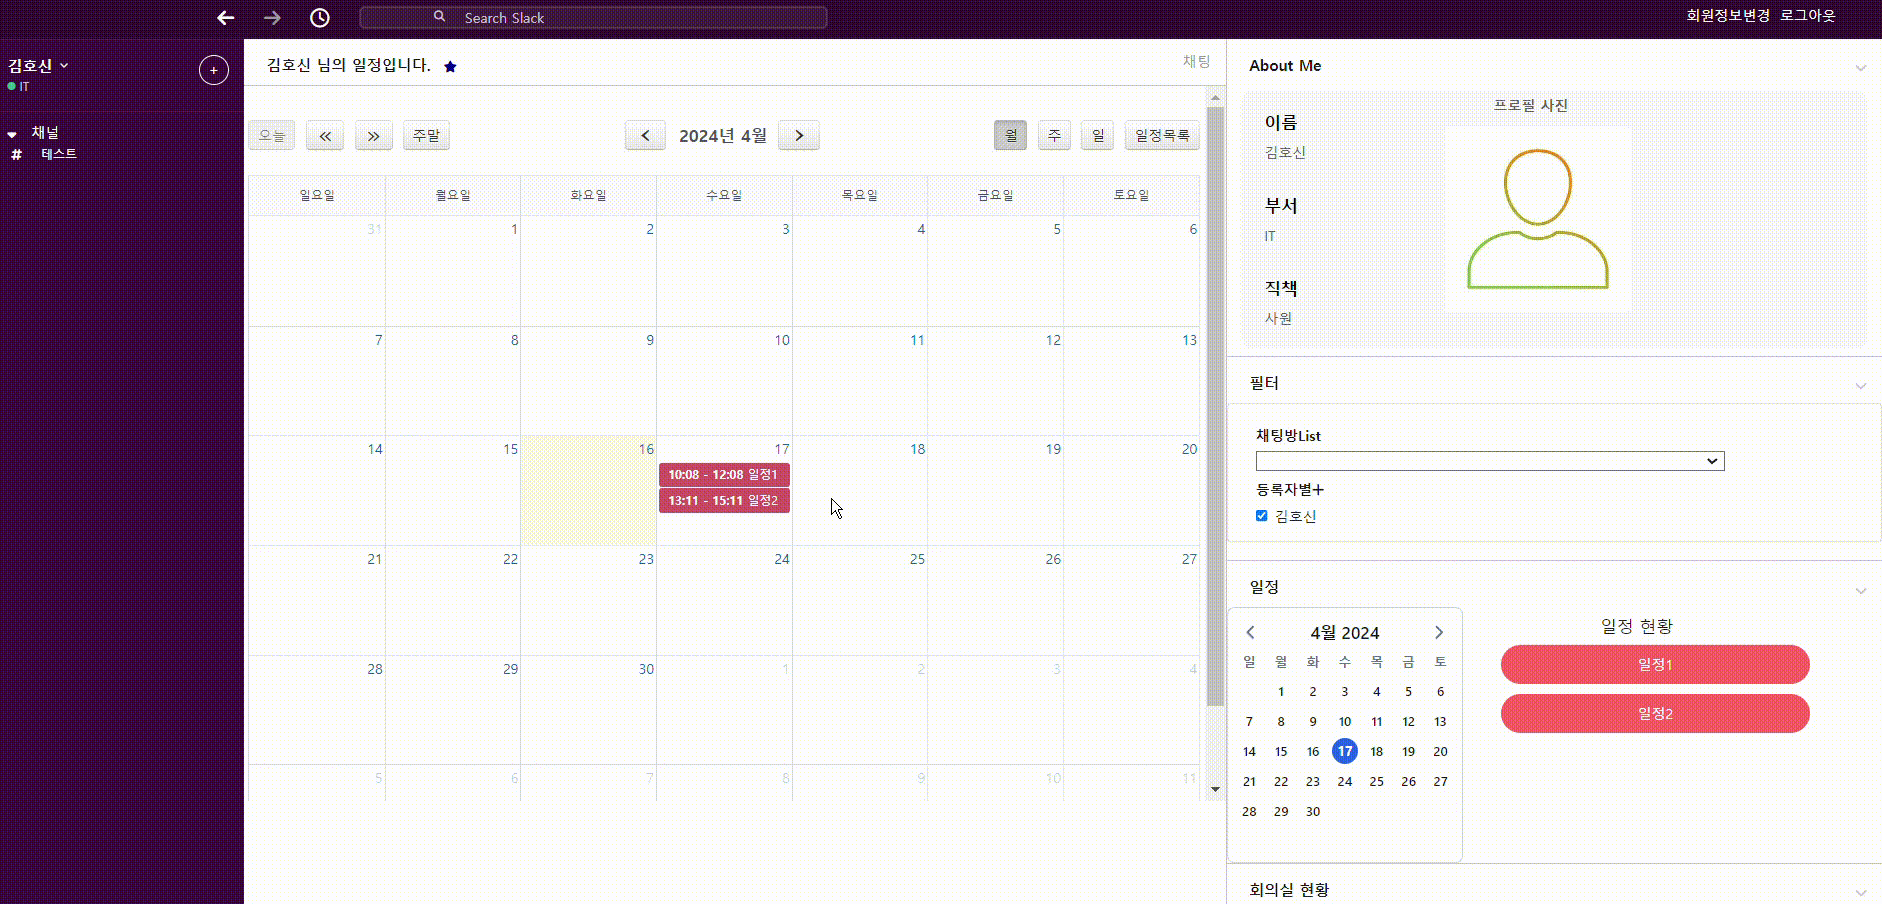 Search Slack
회원정보변경 로그아웃
김호신
IT
채널
# 테스트
김호신 님의 일정입니다.
채팅
오늘
주말
2024년 4월
월 주 일 일정목록
일요일 월요일 화요일 수요일 목요일 금요일 토요일
31 1 2 3 4 5 6
7 8 9 10 11 12 13
14 15 16 17 18 19 20
10:08 - 12:08 일정1
13:11 - 15:11 일정2
21 22 23 24 25 26 27
28 29 30 1 2 3 4
5 6 7 8 9 10 11
About Me
프로필 사진
이름
김호신
부서
IT
직책
사원
필터
채팅방List
등록자별+
김호신
일정
4월 2024
일 월 화 수 목 금 토
1 2 3 4 5 6
7 8 9 10 11 12 13
14 15 16 17 18 19 20
21 22 23 24 25 26 27
28 29 30
일정 현황
일정1
일정2
회의실 현황